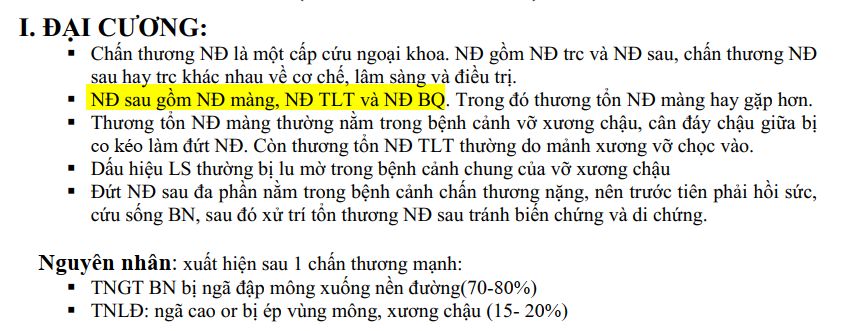 I. ĐẠI CƯƠNG:
▪ Chấn thương NĐ là một cấp cứu ngoại khoa. NĐ gồm NĐ trc và NĐ sau, chấn thương NĐ
sau hay trc khác nhau về cơ chế, lâm sàng và điều trị.
▪ NĐ sau gồm NĐ màng, NĐ TLT và NĐ BQ. Trong đó thương tổn NĐ màng hay gặp hơn.
▪ Thương tổn NĐ màng thường nằm trong bệnh cảnh vỡ xương chậu, cân đáy chậu giữa bị
co kéo làm đứt NĐ. Còn thương tổn NĐ TLT thường do mảnh xương vỡ chọc vào.
▪ Dấu hiệu LS thường bị lu mờ trong bệnh cảnh chung của vỡ xương chậu
▪ Đứt NĐ sau đa phần nằm trong bệnh cảnh chấn thương nặng, nên trước tiên phải hồi sức,
cứu sống BN, sau đó xử trí tổn thương NĐ sau tránh biến chứng và di chứng.
Nguyên nhân: xuất hiện sau 1 chấn thương mạnh:
▪ TNGT BN bị ngã đập mông xuống nền đường(70-80%)
▪ TNLĐ: ngã cao or bị ép vùng mông, xương chậu (15- 20%)